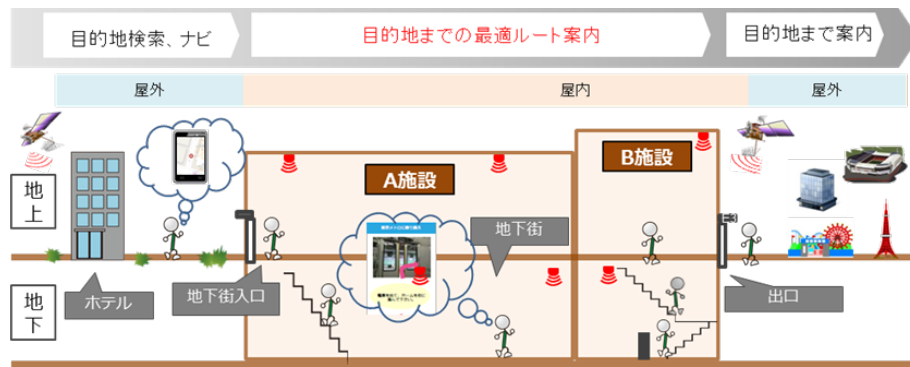 目的地検索、ナビ
目的地までの最適ルート案内
目的地まで案内
屋外
屋内
屋外
地上
A施設
B施設
地下街
ホテル
地下街入口
出口
地下